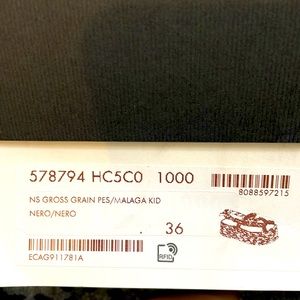 578794 HC5C0 1000
8088597215
NS GROSS GRAIN PES/MALAGA KID
NERO/NERO
. 36
ECAG911781A
RFID